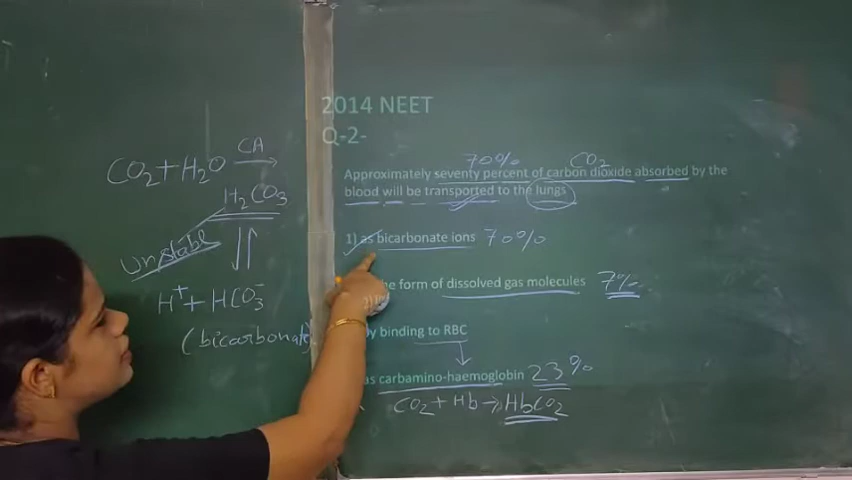 CO2 + H2O CA →
H2CO3
unstable
H+ + HCO3-
(bicarbonate)
2014 NEET
Q-2-
70% CO2
Approximately seventy percent of carbon dioxide absorbed by the
blood will be transported to the lungs
1) as bicarbonate ions 70%
the form of dissolved gas molecules 7%
by binding to RBC
as carbamino-haemoglobin 23%
CO2 + Hb → HbCO2